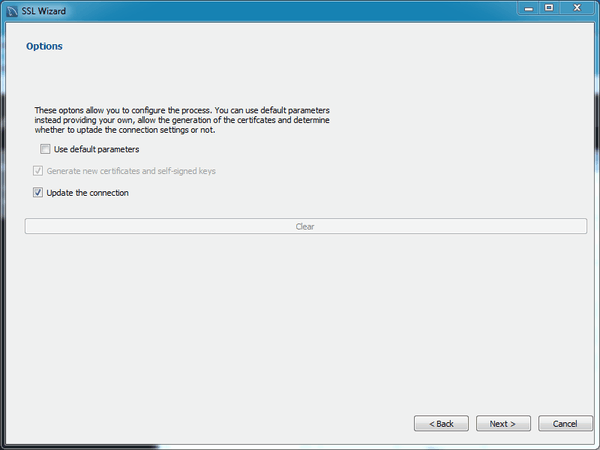 SSL Wizard
Options
These optons allow you to configure the process. You can use default parameters
instead providing your own, allow the generation of the certifcates and determine
whether to uptade the connection settings or not.
Use default parameters
Generate new certificates and self-signed keys
Update the connection
Clear
< Back Next > Cancel